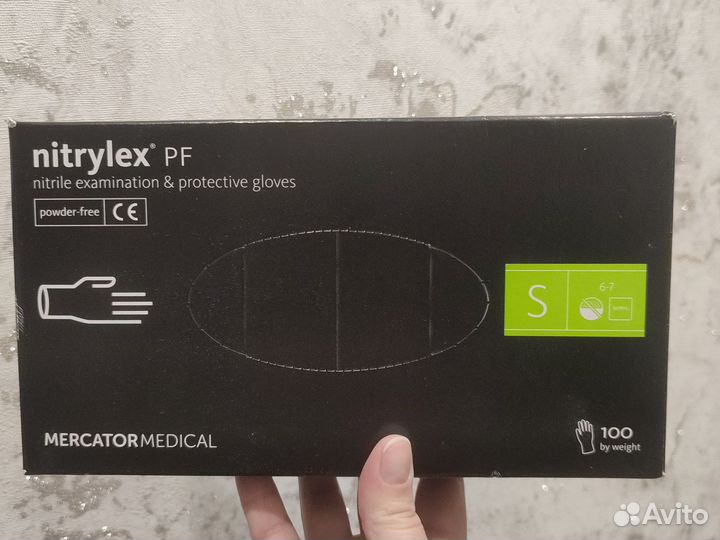 nitrylex® PF
nitrile examination & protective gloves
powder-free CE
S
6-7
MERCATOR MEDICAL
100
by weight
Avito